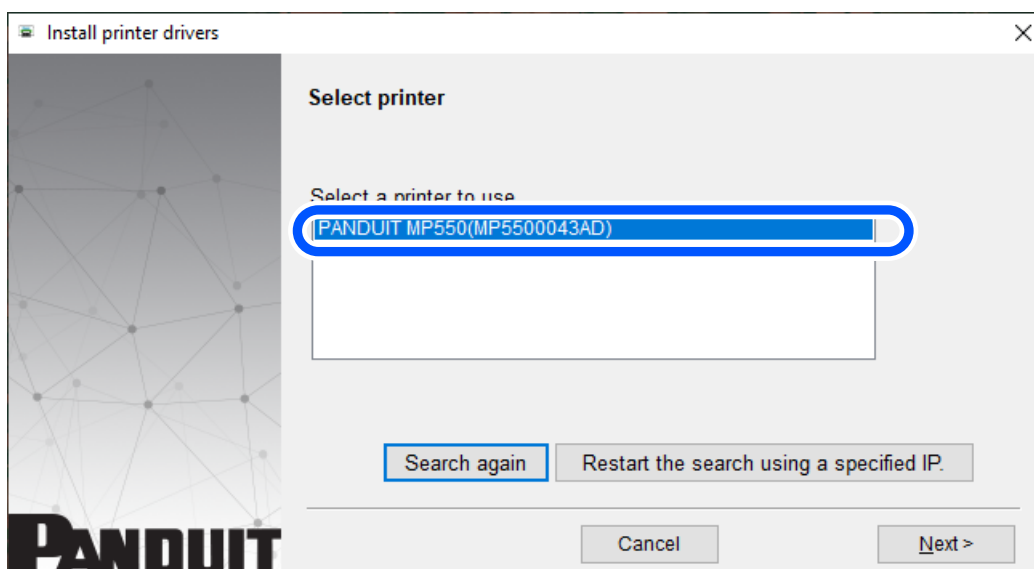 Install printer drivers
Select printer
Select a printer to use
PANDUIT MP550(MP5500043AD)
Search again
Restart the search using a specified IP.
PANDUIT
Cancel
Next >